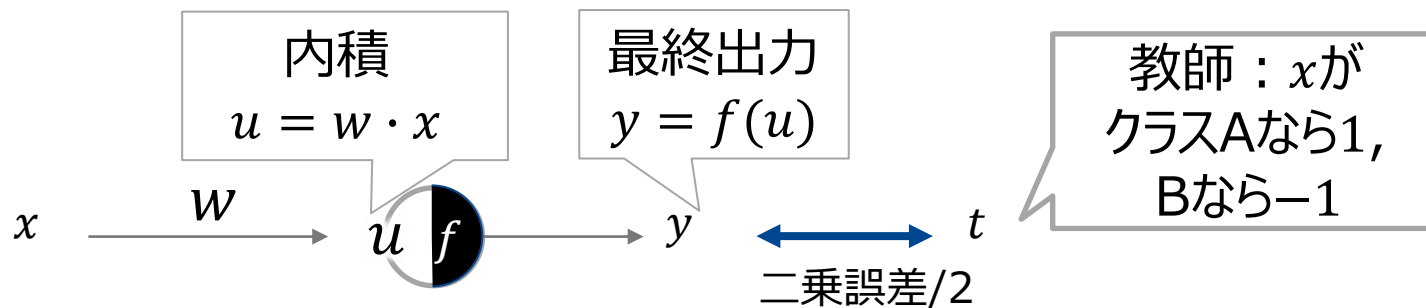 内積
u = w · x
最終出力
y = f(u)
教師：xが
クラスAなら1,
Bなら−1
x
w
u
f
y
t
二乗誤差/2